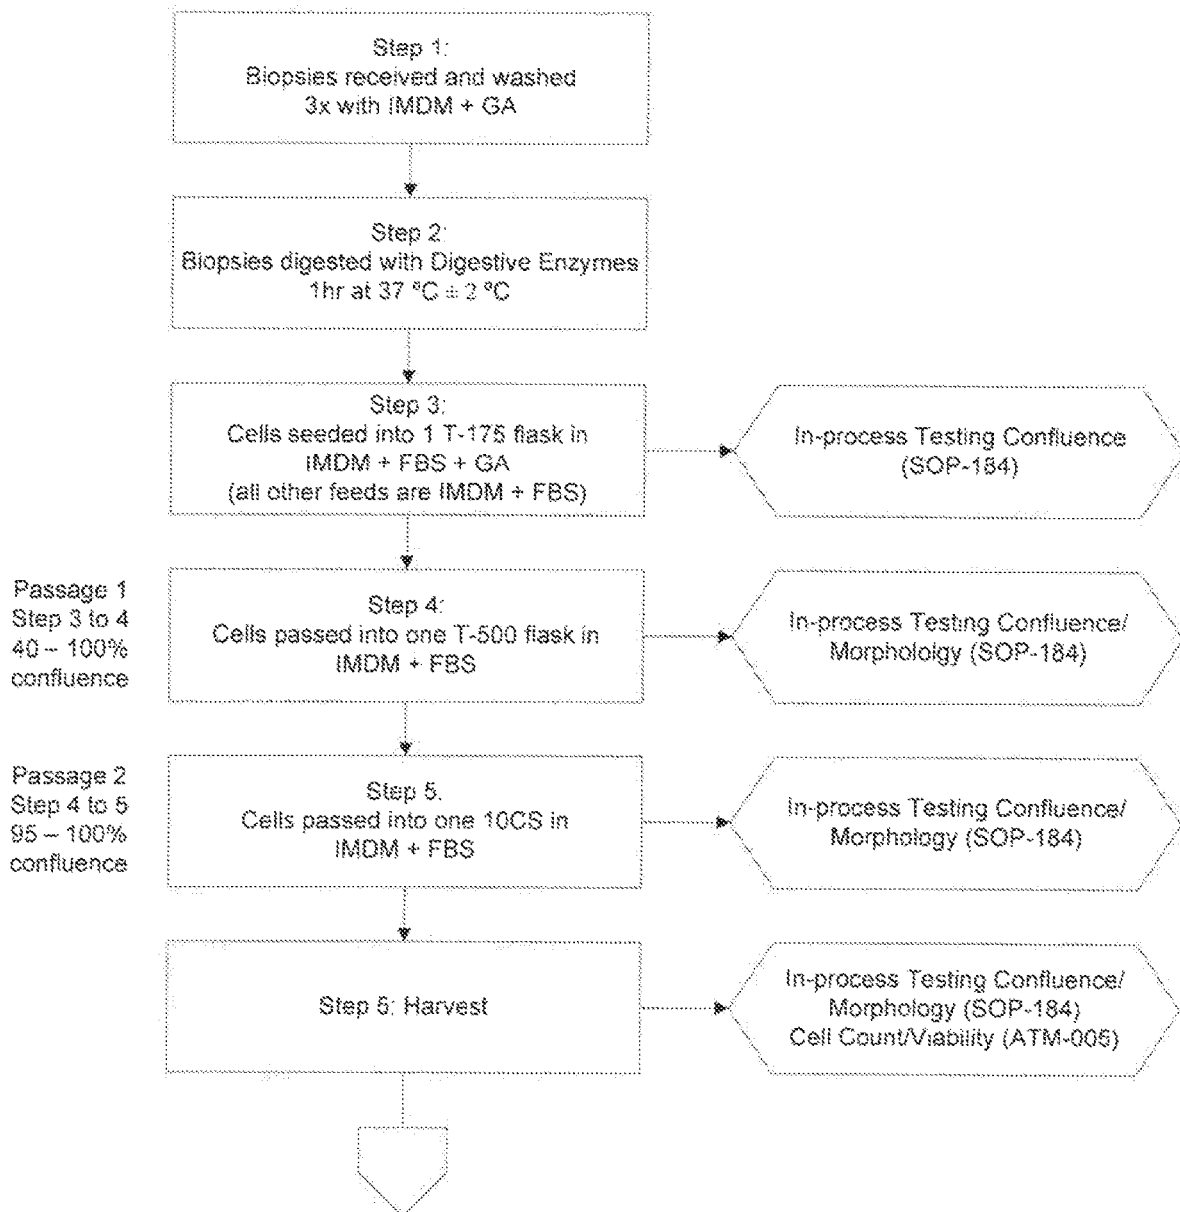 Step 1:
Biopsies received and washed
3x with IMDM + GA
Step 2:
Biopsies digested with Digestive Enzymes
1hr at 37 ºC ± 2 ºC
Step 3:
Cells seeded into 1 T-175 flask in
IMDM + FBS + GA
(all other feeds are IMDM + FBS)
In-process Testing Confluence
(SOP-184)
Passage 1
Step 3 to 4
40 – 100%
confluence
Step 4:
Cells passed into one T-500 flask in
IMDM + FBS
In-process Testing Confluence/
Morphololgy (SOP-184)
Passage 2
Step 4 to 5
95 – 100%
confluence
Step 5.
Cells passed into one 10CS in
IMDM + FBS
In-process Testing Confluence/
Morphology (SOP-184)
Step 6: Harvest
In-process Testing Confluence/
Morphology (SOP-184)
Cell Count/Viability (ATM-005)